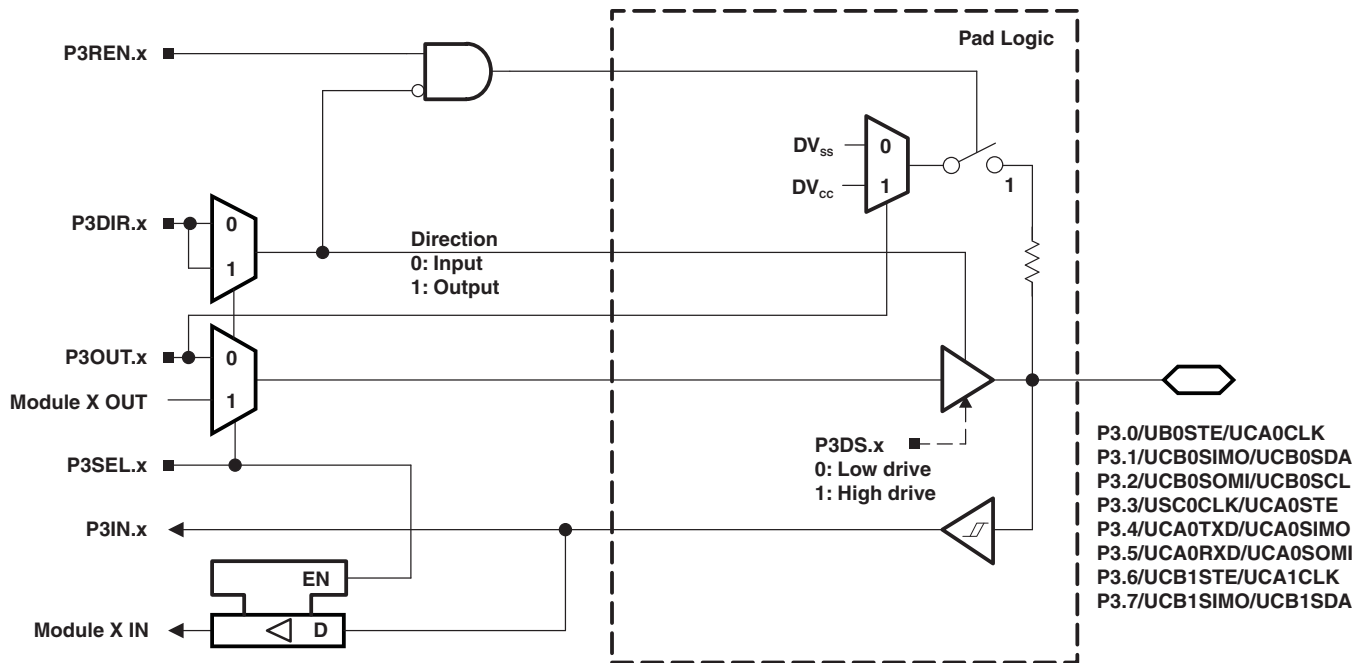 Pad Logic
P3REN.x
DVss
0
DVcc
1
1
P3DIR.x
0
1
Direction
0: Input
1: Output
P3OUT.x
0
Module X OUT
1
P3DS.x
0: Low drive
1: High drive
P3SEL.x
P3IN.x
EN
Module X IN
D
P3.0/UB0STE/UCA0CLK
P3.1/UCB0SIMO/UCB0SDA
P3.2/UCB0SOMI/UCB0SCL
P3.3/USC0CLK/UCA0STE
P3.4/UCA0TXD/UCA0SIMO
P3.5/UCA0RXD/UCA0SOMI
P3.6/UCB1STE/UCA1CLK
P3.7/UCB1SIMO/UCB1SDA